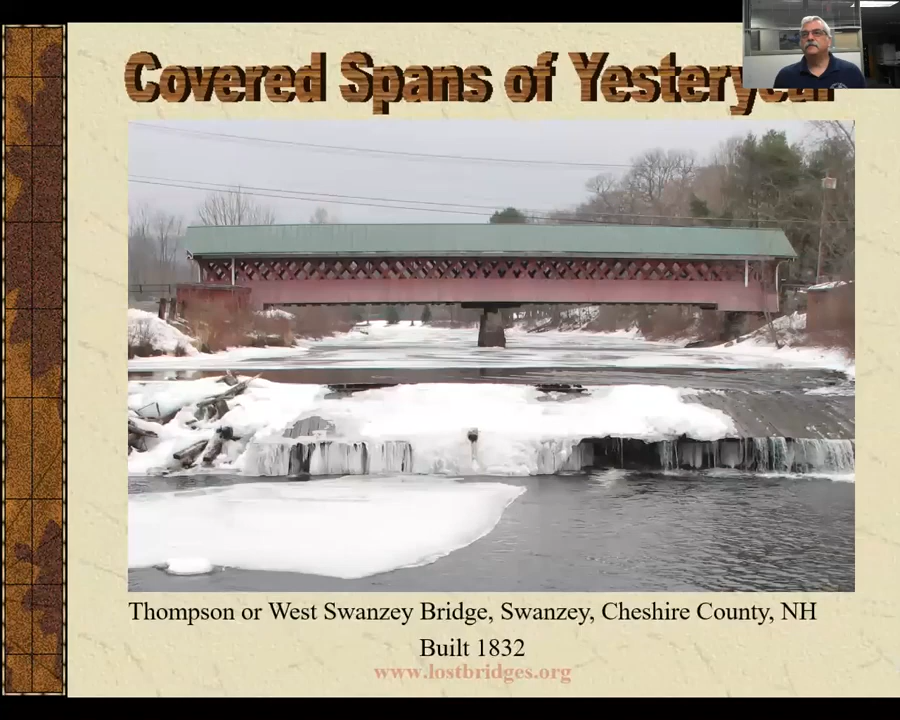 Covered Spans of Yesteryear
Thompson or West Swanzey Bridge, Swanzey, Cheshire County, NH
Built 1832
www.lostbridges.org